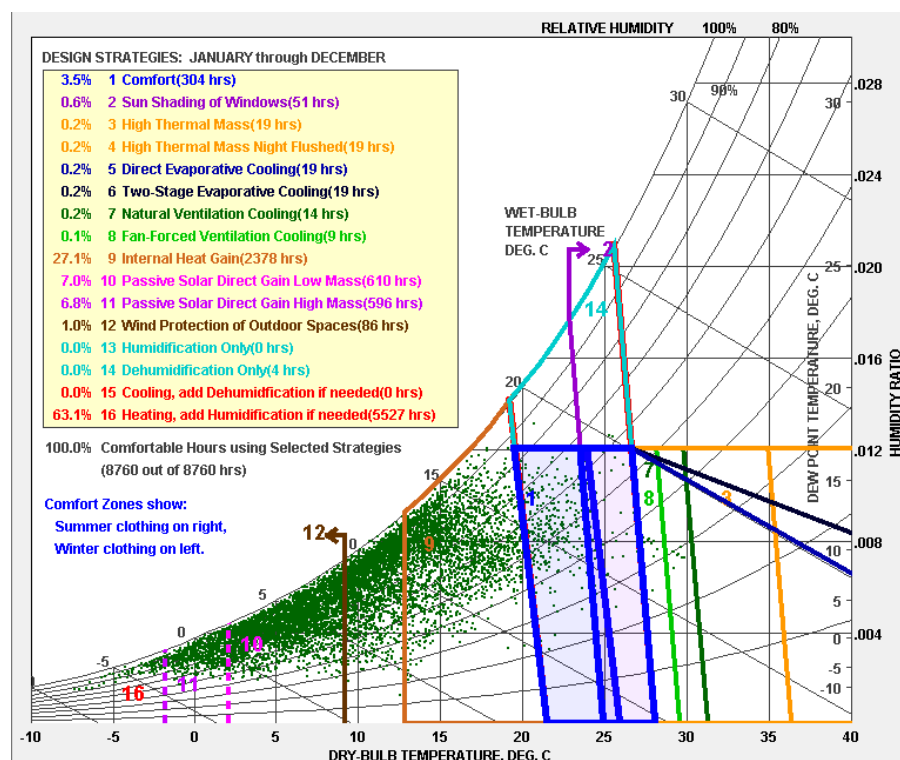 RELATIVE HUMIDITY 100% 80%
DESIGN STRATEGIES: JANUARY through DECEMBER
3.5% 1 Comfort(304 hrs)
0.6% 2 Sun Shading of Windows(51 hrs)
0.2% 3 High Thermal Mass(19 hrs)
0.2% 4 High Thermal Mass Night Flushed(19 hrs)
0.2% 5 Direct Evaporative Cooling(19 hrs)
0.2% 6 Two-Stage Evaporative Cooling(19 hrs)
0.2% 7 Natural Ventilation Cooling(14 hrs)
0.1% 8 Fan-Forced Ventilation Cooling(9 hrs)
27.1% 9 Internal Heat Gain(2378 hrs)
7.0% 10 Passive Solar Direct Gain Low Mass(610 hrs)
6.8% 11 Passive Solar Direct Gain High Mass(596 hrs)
1.0% 12 Wind Protection of Outdoor Spaces(86 hrs)
0.0% 13 Humidification Only(0 hrs)
0.0% 14 Dehumidification Only(4 hrs)
0.0% 15 Cooling, add Dehumidfication if needed(0 hrs)
63.1% 16 Heating, add Humidification if needed(5527 hrs)
100.0% Comfortable Hours using Selected Strategies
(8760 out of 8760 hrs)
Comfort Zones show:
Summer clothing on right,
Winter clothing on left.
WET-BULB
TEMPERATURE
DEG. C
90%
30
30
25
25
20
20
15
15
10
5
0
-5
-10
0
5
0
-5
2
14
1
7
8
3
9
12
10
11
16
.028
.024
.020
.016
.012
.008
.004
DEW POINT TEMPERATURE, DEG. C
HUMIDITY RATIO
-10 -5 0 5 10 15 20 25 30 35 40
DRY-BULB TEMPERATURE, DEG. C